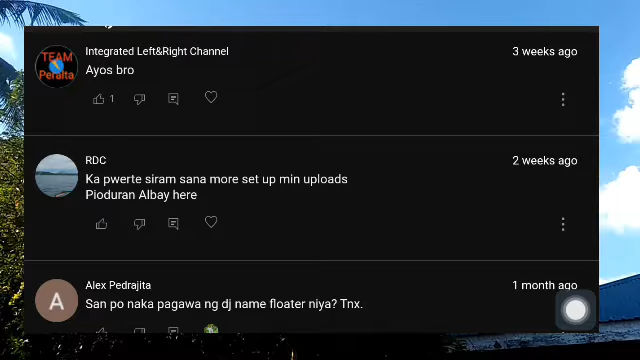 TEAM
Peralta
Integrated Left&Right Channel
3 weeks ago
Ayos bro
1
RDC
2 weeks ago
Ka pwerte siram sana more set up min uploads
Pioduran Albay here
Alex Pedrajita
1 month ago
A
San po naka pagawa ng dj name floater niya? Tnx.